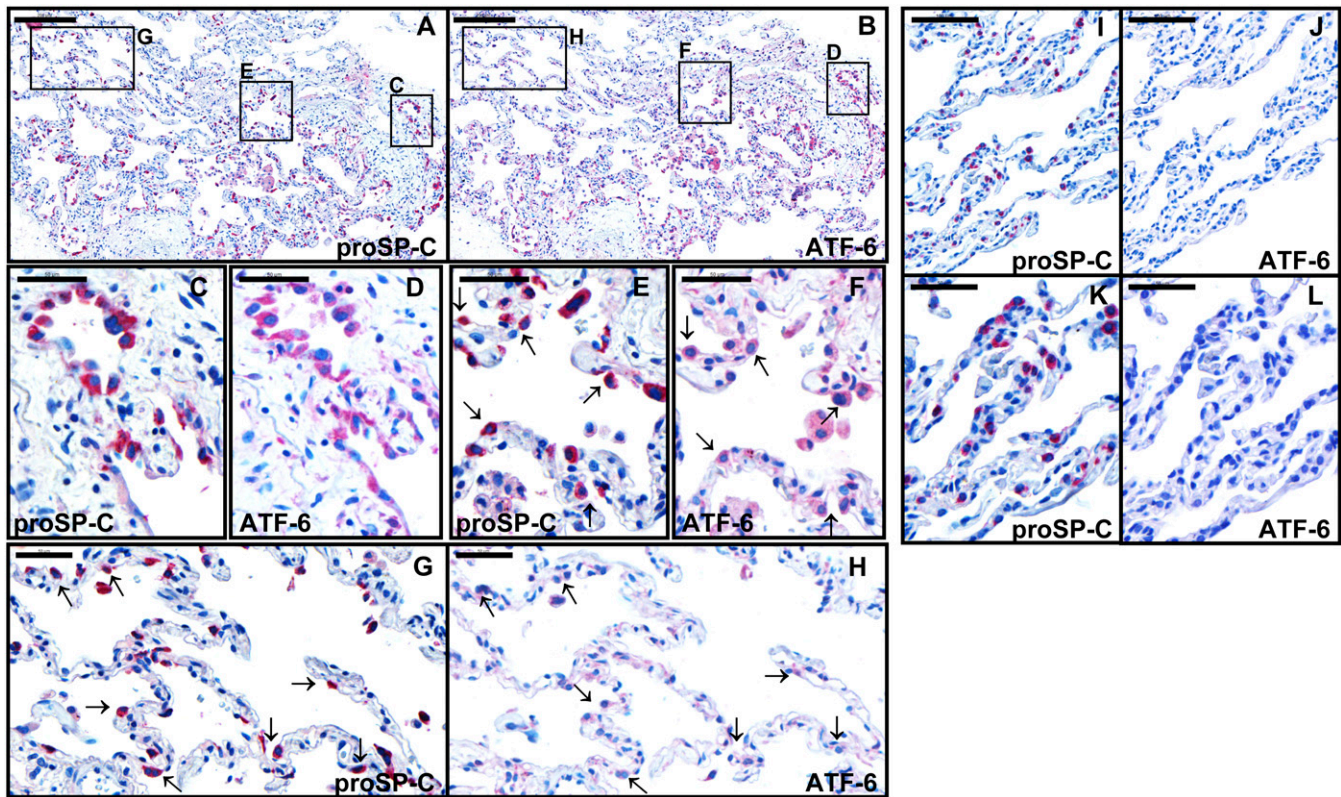 A
G
E
C
proSP-C
B
H
F
D
ATF-6
I
proSP-C
J
ATF-6
C
proSP-C
D
ATF-6
E
proSP-C
F
ATF-6
K
proSP-C
L
ATF-6
G
proSP-C
H
ATF-6